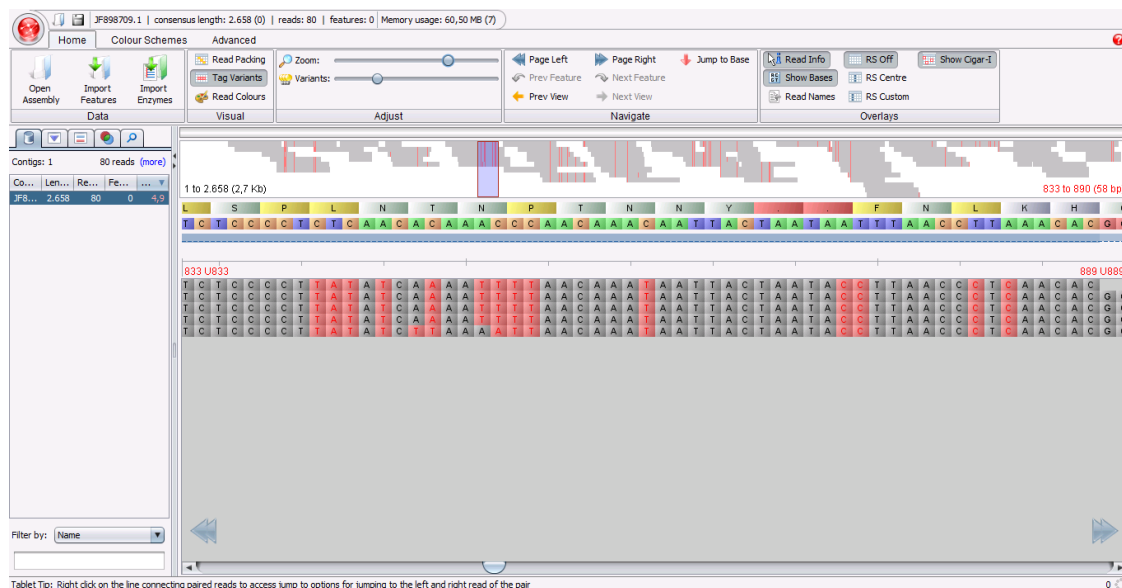 JF898709.1 | consensus length: 2.658 (0) | reads: 80 | features: 0 Memory usage: 60,50 MB (7)
Home Colour Schemes Advanced
Open Assembly
Import Features
Import Enzymes
Data
Read Packing
Tag Variants
Read Colours
Visual
Zoom:
Variants:
Adjust
Page Left Page Right Jump to Base
Prev Feature Next Feature
Prev View Next View
Navigate
Read Info RS Off Show Cigar-I
Show Bases RS Centre
Read Names RS Custom
Overlays
Contigs: 1 80 reads (more)
Co... Len... Re... Fe... ...
JF8... 2.658 80 0 4,9
1 to 2.658 (2,7 Kb) 833 to 890 (58 bp
L S P L N T N P T N N Y . . F N L K H
T C T C C C C T C T C A A C A C A A A C C C A A C A A A C A A T T A C T A A T A A T T T A A C C T T A A A C A C G
833 U833 889 U889
T C T C C C C T T A T A T C A A A A T T T T A A C A A A T A A T T A C T A A T A C C T T A A C C C T C A A C A C
T C T C C C C T T A T A T C A A A A T T T T A A C A A A T A A T T A C T A A T A C C T T A A C C C T C A A C A C G
T C T C C C C T T A T A T C A A A A T T T T A A C A A A T A A T T A C T A A T A C C T T A A C C C T C A A C A C G
T C T C C C C T T A T A T C A A A A T T T T A A C A A A T A A T T A C T A A T A C C T T A A C C C T C A A C A C G
T C T C C C C T T A T A T C T T A A A A T T A A C A A A T A A T T A C T A A T A C C T T A A C C C T C A A C A C G
Filter by: Name
Tablet Tip: Right click on the line connecting paired reads to access jump to options for jumping to the left and right read of the pair 0